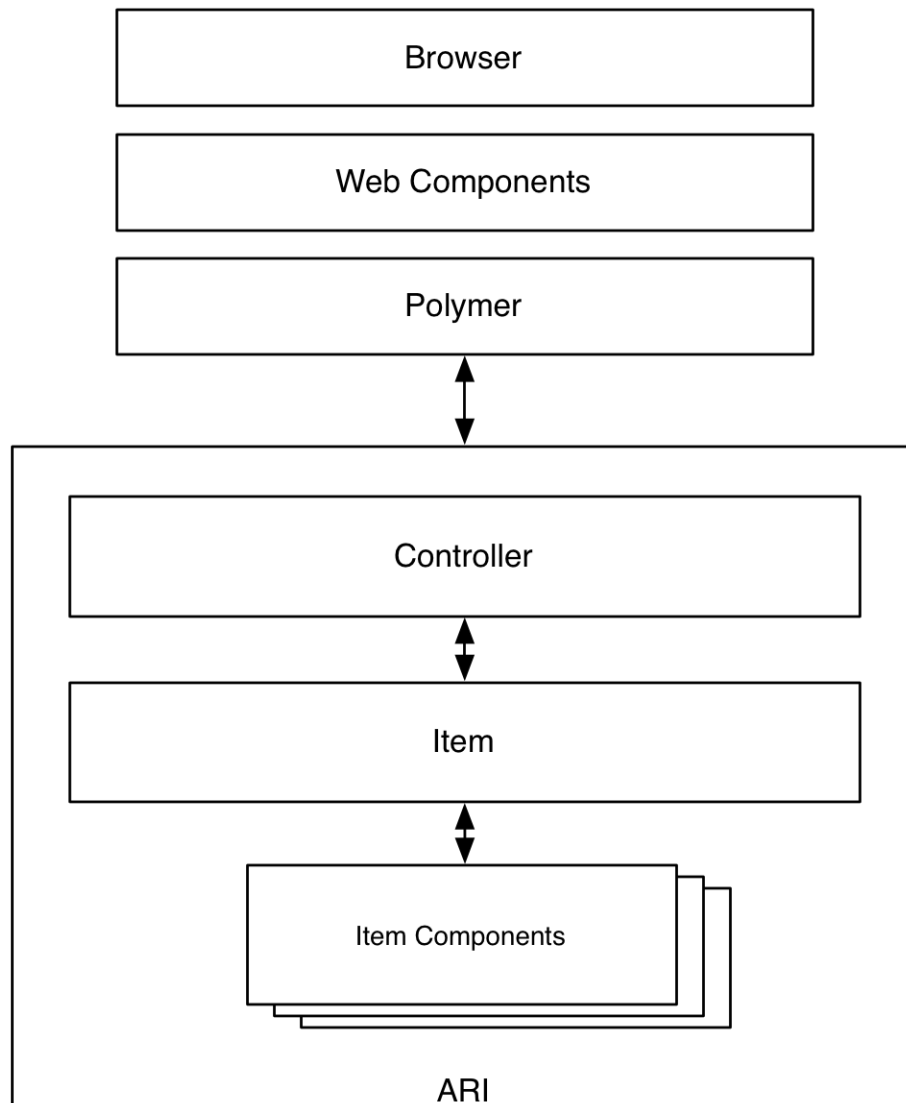 Browser
Web Components
Polymer
Controller
Item
Item Components
ARI